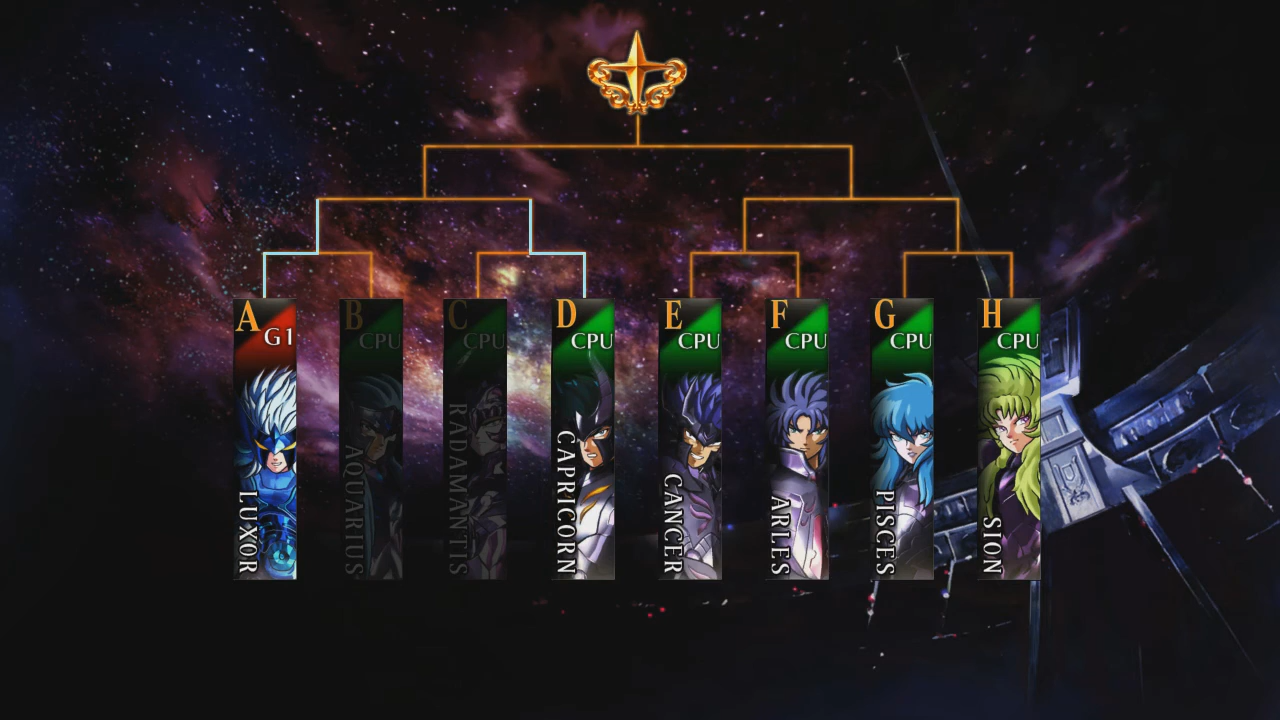 A
G1
LUXOR
B
CPU
AQUARIUS
C
CPU
RADAMANTIS
D
CPU
CAPRICORN
E
CPU
CANCER
F
CPU
ARLES
G
CPU
PISCES
H
CPU
SION